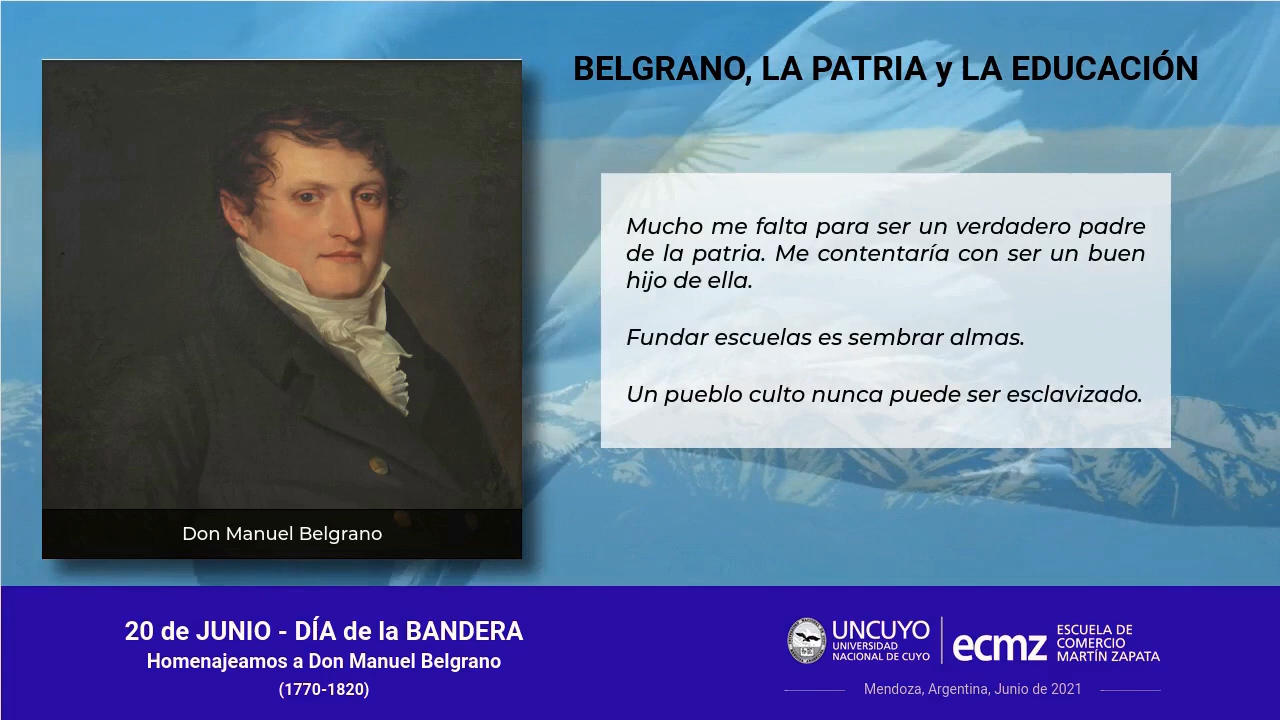 BELGRANO, LA PATRIA y LA EDUCACIÓN
Mucho me falta para ser un verdadero padre
de la patria. Me contentaría con ser un buen
hijo de ella.
Fundar escuelas es sembrar almas.
Un pueblo culto nunca puede ser esclavizado.
Don Manuel Belgrano
20 de JUNIO - DÍA de la BANDERA
Homenajeamos a Don Manuel Belgrano
(1770-1820)
UNCUYO
UNIVERSIDAD
NACIONAL DE CUYO
ecmz
ESCUELA DE
COMERCIO
MARTÍN ZAPATA
Mendoza, Argentina, Junio de 2021